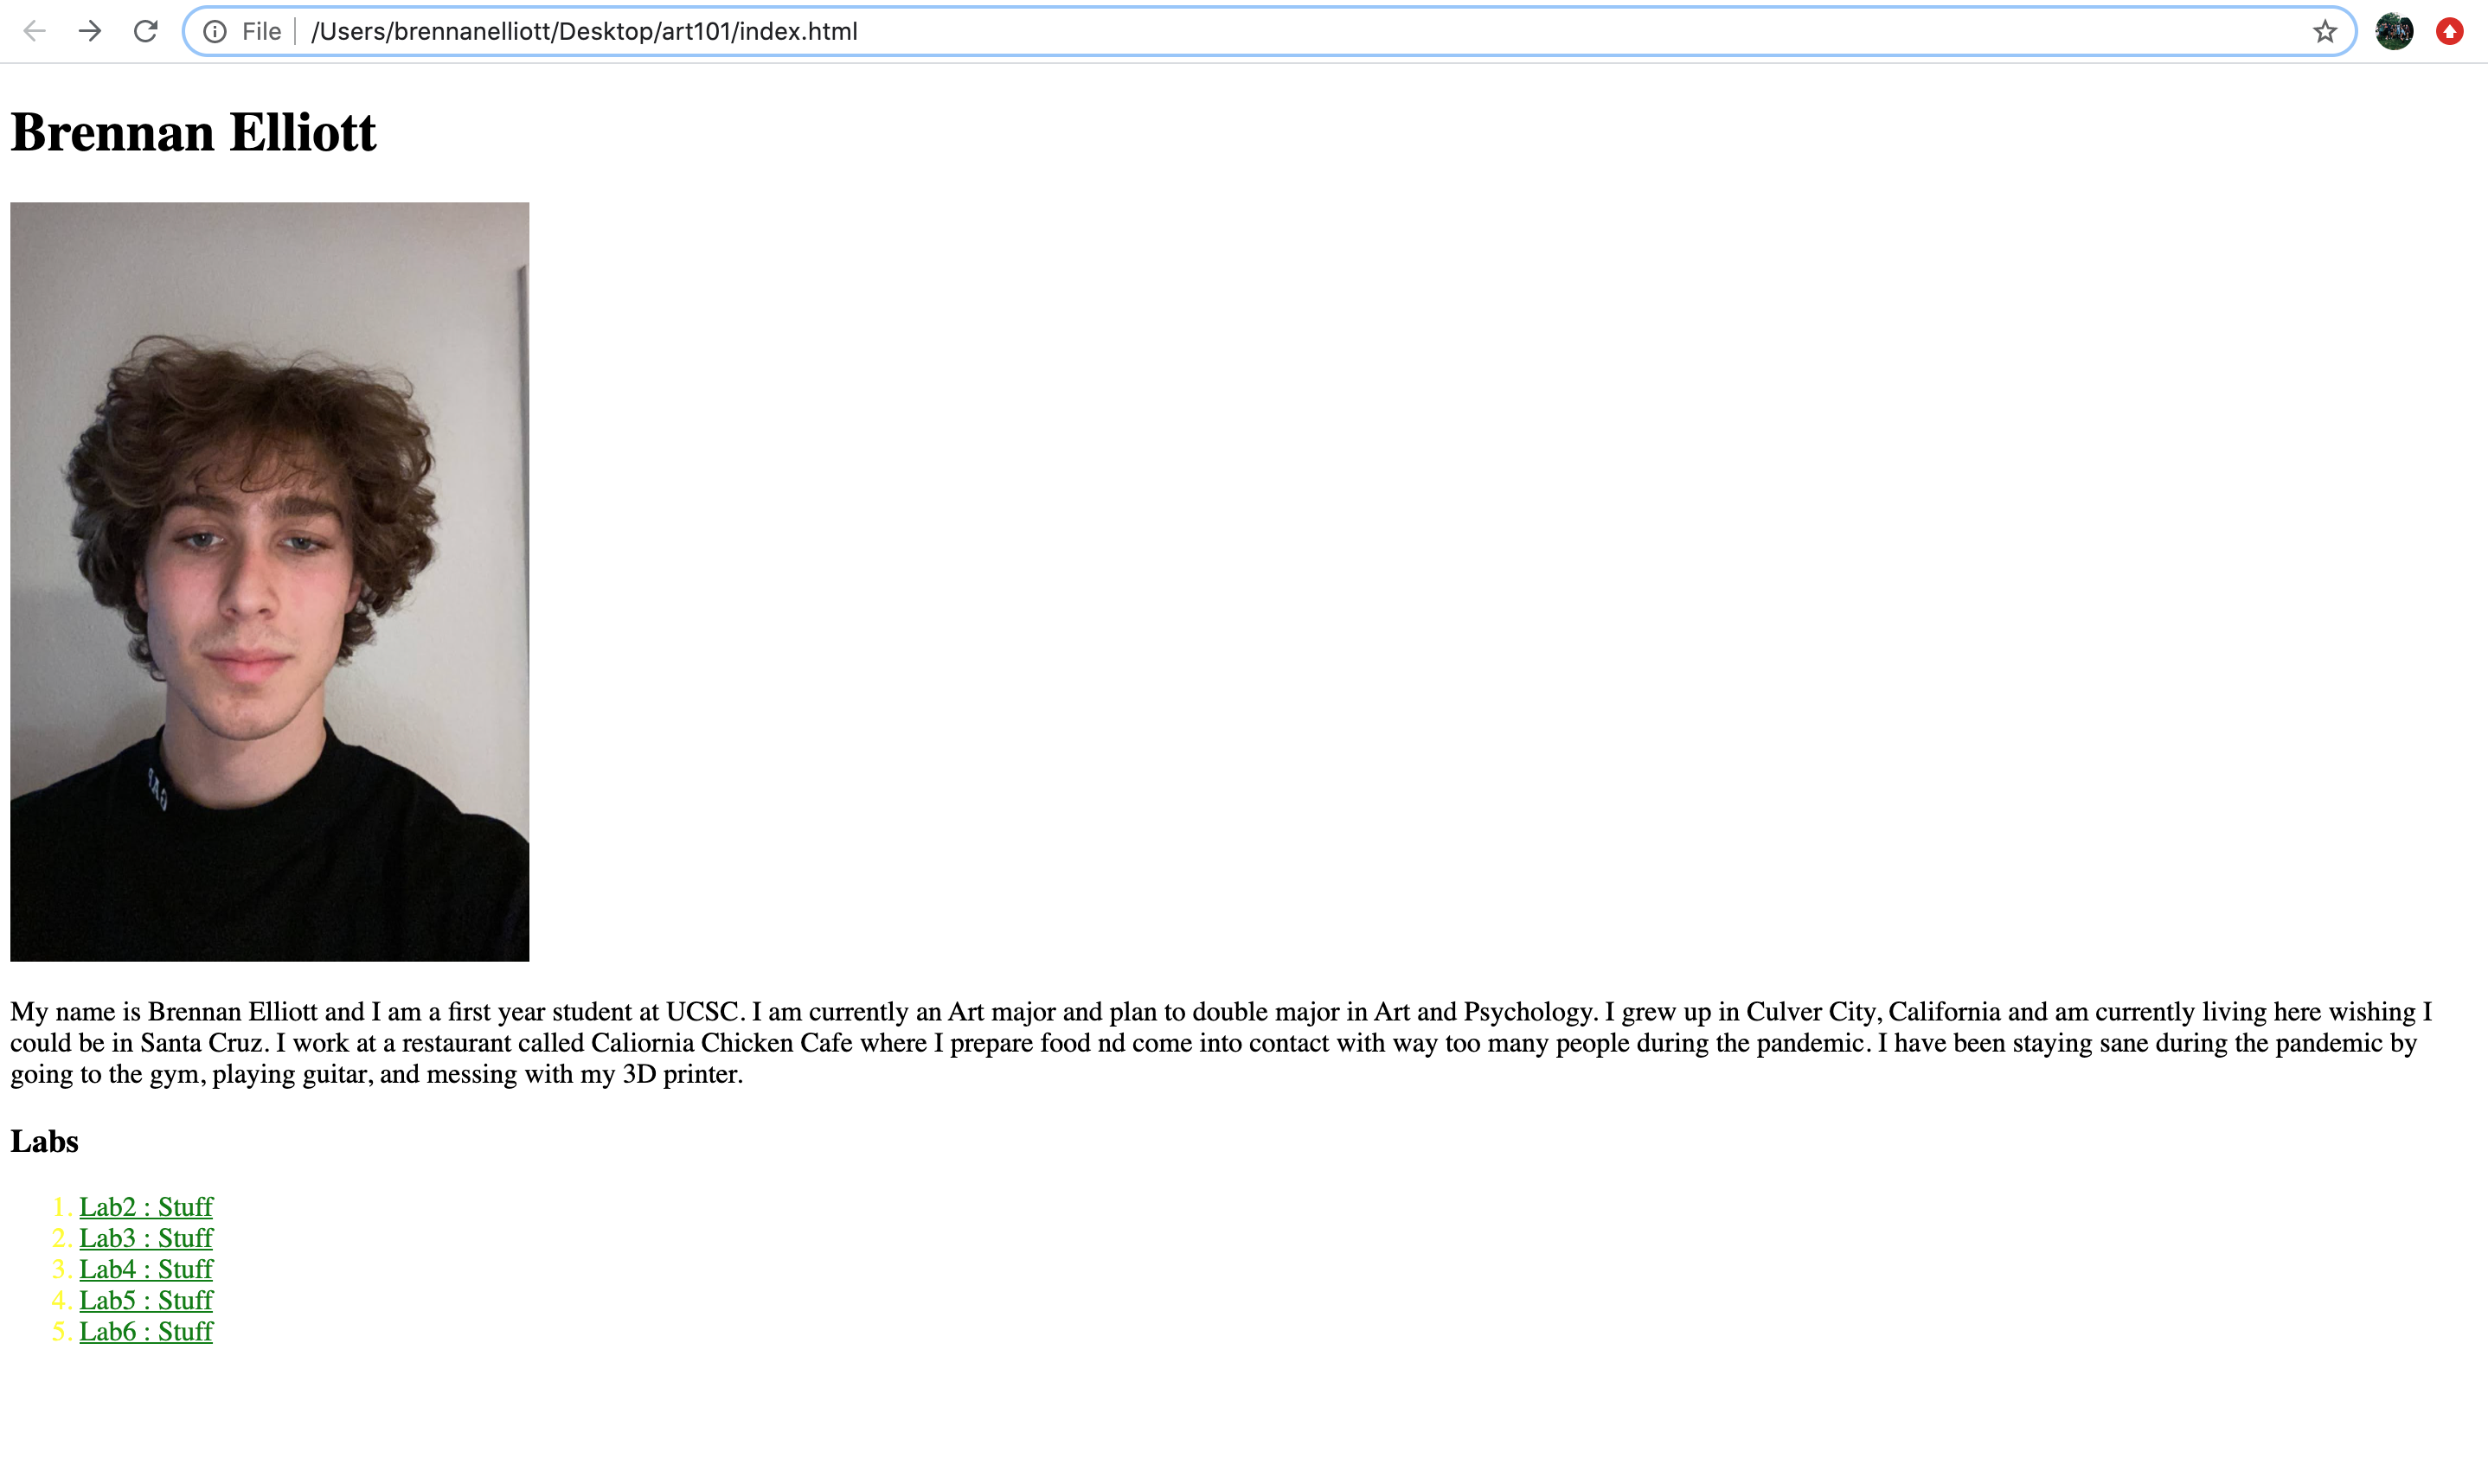 File /Users/brennanelliott/Desktop/art101/index.html
Brennan Elliott
GAP
My name is Brennan Elliott and I am a first year student at UCSC. I am currently an Art major and plan to double major in Art and Psychology. I grew up in Culver City, California and am currently living here wishing I
could be in Santa Cruz. I work at a restaurant called Caliornia Chicken Cafe where I prepare food nd come into contact with way too many people during the pandemic. I have been staying sane during the pandemic by
going to the gym, playing guitar, and messing with my 3D printer.
Labs
1. Lab2 : Stuff
2. Lab3 : Stuff
3. Lab4 : Stuff
4. Lab5 : Stuff
5. Lab6 : Stuff